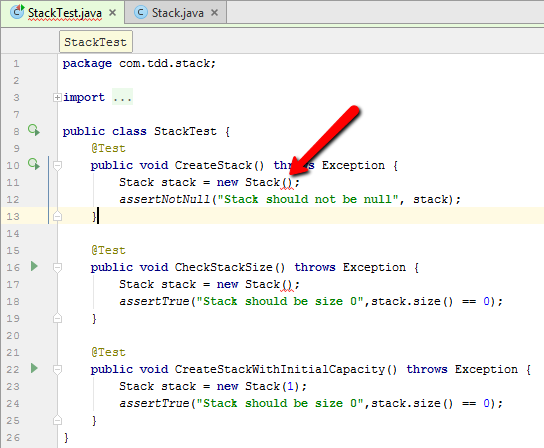 StackTest.java × Stack.java ×
StackTest
1 package com.tdd.stack;
2
3 import ...
7
8 public class StackTest {
9 @Test
10 public void CreateStack() throws Exception {
11 Stack stack = new Stack();
12 assertNotNull("Stack should not be null", stack);
13 }
14
15 @Test
16 public void CheckStackSize() throws Exception {
17 Stack stack = new Stack();
18 assertTrue("Stack should be size 0",stack.size() == 0);
19 }
20
21 @Test
22 public void CreateStackWithInitialCapacity() throws Exception {
23 Stack stack = new Stack(1);
24 assertTrue("Stack should be size 0",stack.size() == 0);
25 }
26 }